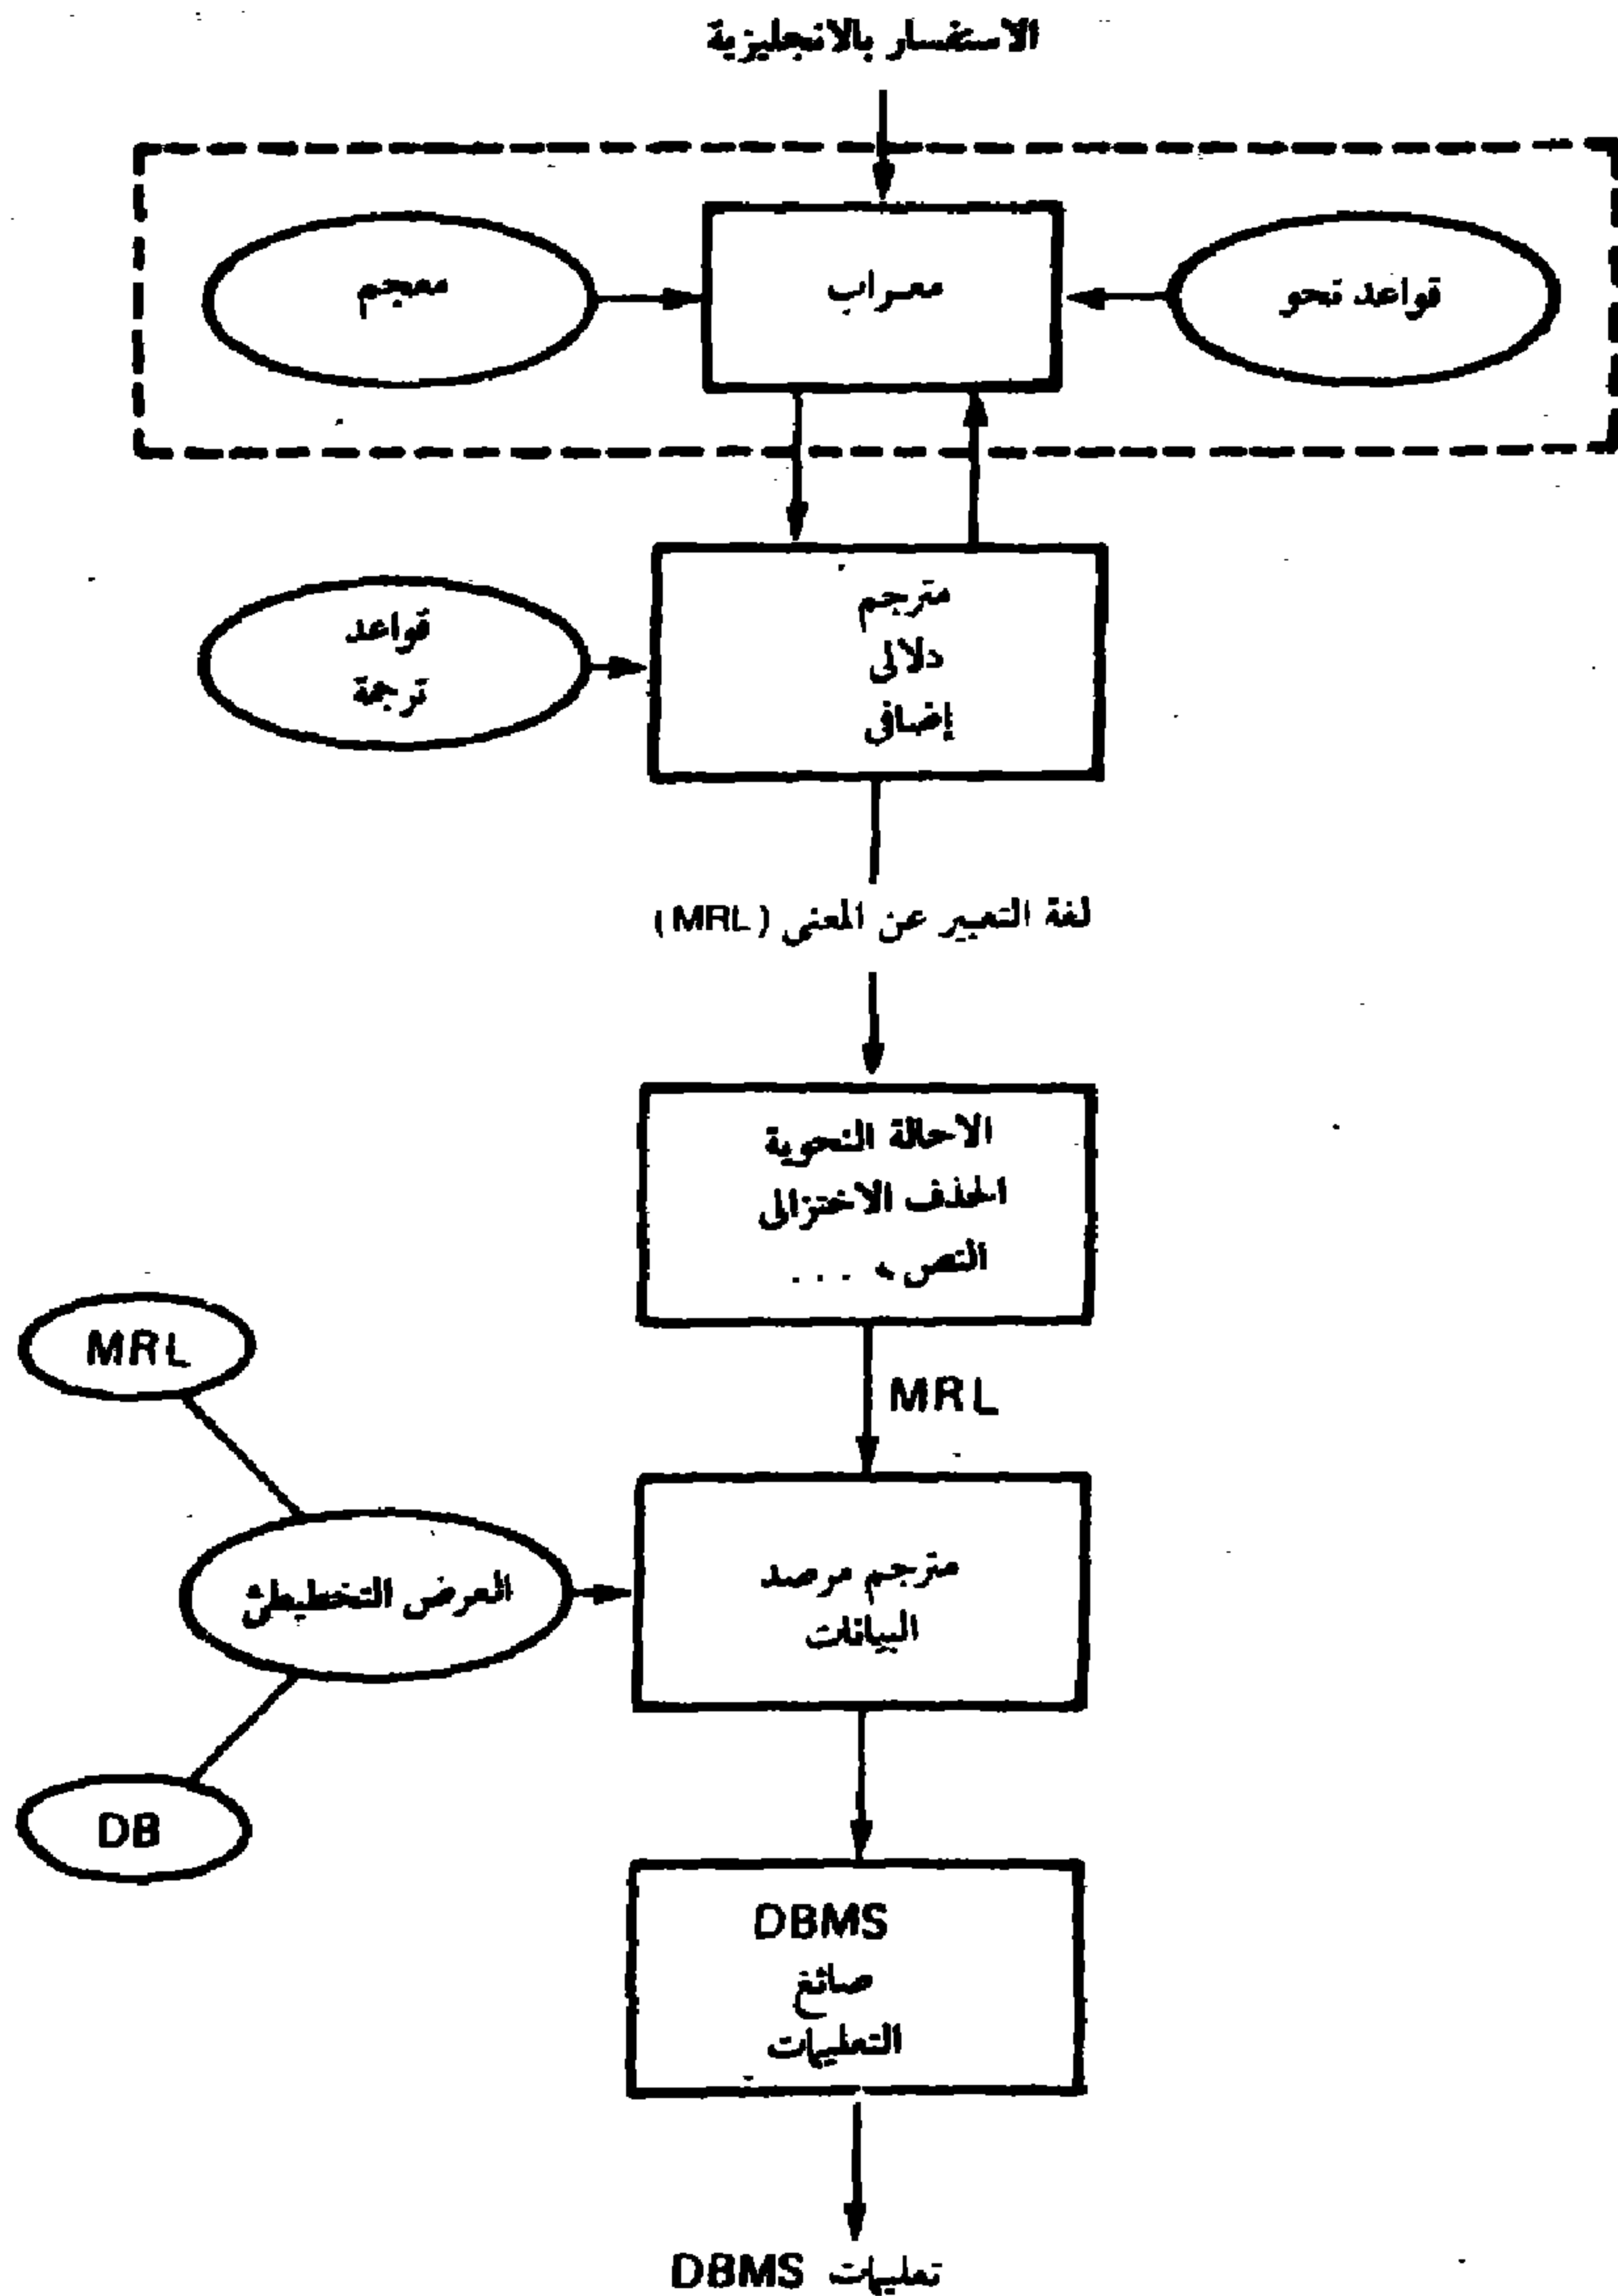 الاستفسار بالانجليزية
قواعد نحو
معراب
معجم
مترجم
دلالى
إضافى
قواعد
ترجمة
لغة التعبير عن المعنى (MRL)
الاحالة النحوية
الحذف الاختزالى
النص ، ...
MRL
MRL
مترجم مرصد
البيانات
العرض التخطيطى
DB
DBMS
صائغ
التعليمات
تعليمات DBMS